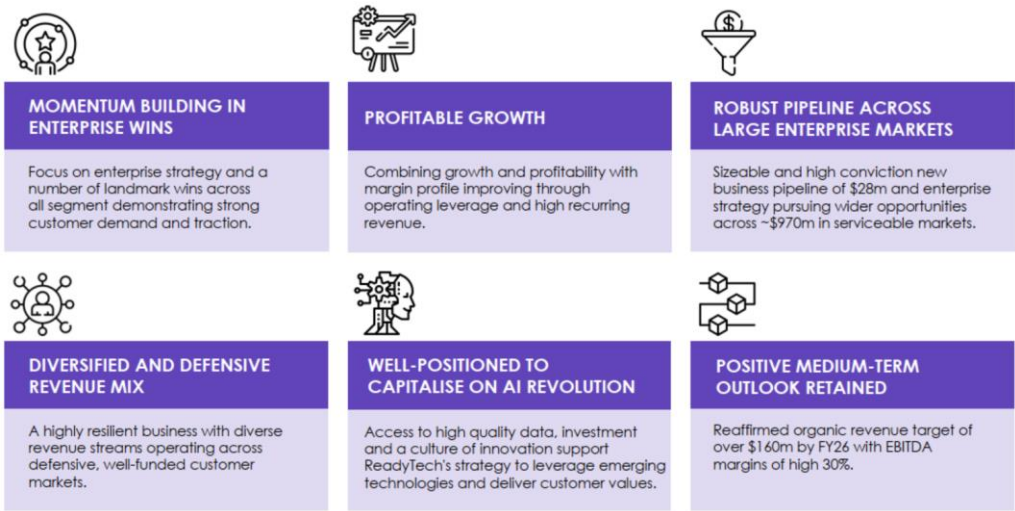 MOMENTUM BUILDING IN
ENTERPRISE WINS
Focus on enterprise strategy and a
number of landmark wins across
all segment demonstrating strong
customer demand and traction.
PROFITABLE GROWTH
Combining growth and profitability with
margin profile improving through
operating leverage and high recurring
revenue.
$
ROBUST PIPELINE ACROSS
LARGE ENTERPRISE MARKETS
Sizeable and high conviction new
business pipeline of $28m and enterprise
strategy pursuing wider opportunities
across ~$970m in serviceable markets.
DIVERSIFIED AND DEFENSIVE
REVENUE MIX
A highly resilient business with diverse
revenue streams operating across
defensive, well-funded customer
markets.
WELL-POSITIONED TO
CAPITALISE ON AI REVOLUTION
Access to high quality data, investment
and a culture of innovation support
ReadyTech's strategy to leverage emerging
technologies and deliver customer values.
POSITIVE MEDIUM-TERM
OUTLOOK RETAINED
Reaffirmed organic revenue target of
over $160m by FY26 with EBITDA
margins of high 30%.